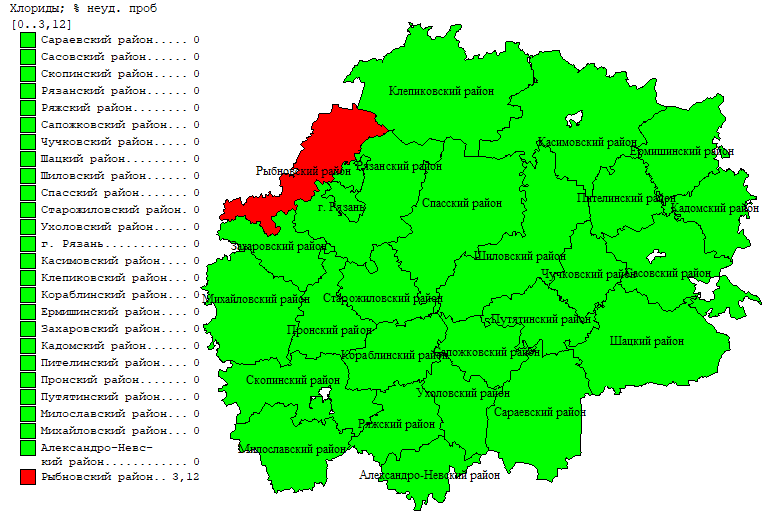 Хлориды; % неуд. проб
[0..3,12]
Сараевский район..... 0
Сасовский район...... 0
Скопинский район..... 0
Рязанский район...... 0
Ряжский район........ 0
Сапожковский район... 0
Чучковский район..... 0
Шацкий район......... 0
Шиловский район...... 0
Спасский район....... 0
Старожиловский район. 0
Ухоловский район..... 0
г. Рязань............ 0
Касимовский район.... 0
Клепиковский район... 0
Кораблинский район... 0
Ермишинский район.... 0
Захаровский район.... 0
Кадомский район...... 0
Пителинский район.... 0
Пронский район....... 0
Путятинский район.... 0
Милославский район... 0
Михайловский район... 0
Александро-Невс-
кий район............ 0
Рыбновский район.. 3,12
Клепиковский район
Касимовский район
Ермишинский район
Рыбновский район
Рязанский район
г. Рязань
Спасский район
Пителинский район
Кадомский район
Захаровский район
Шиловский район
Чучковский район
Сасовский район
Михайловский район
Старожиловский район
Путятинский район
Пронский район
Шацкий район
Кораблинский район
Сапожковский район
Скопинский район
Ухоловский район
Сараевский район
Ряжский район
Милославский район
Александро-Невский район